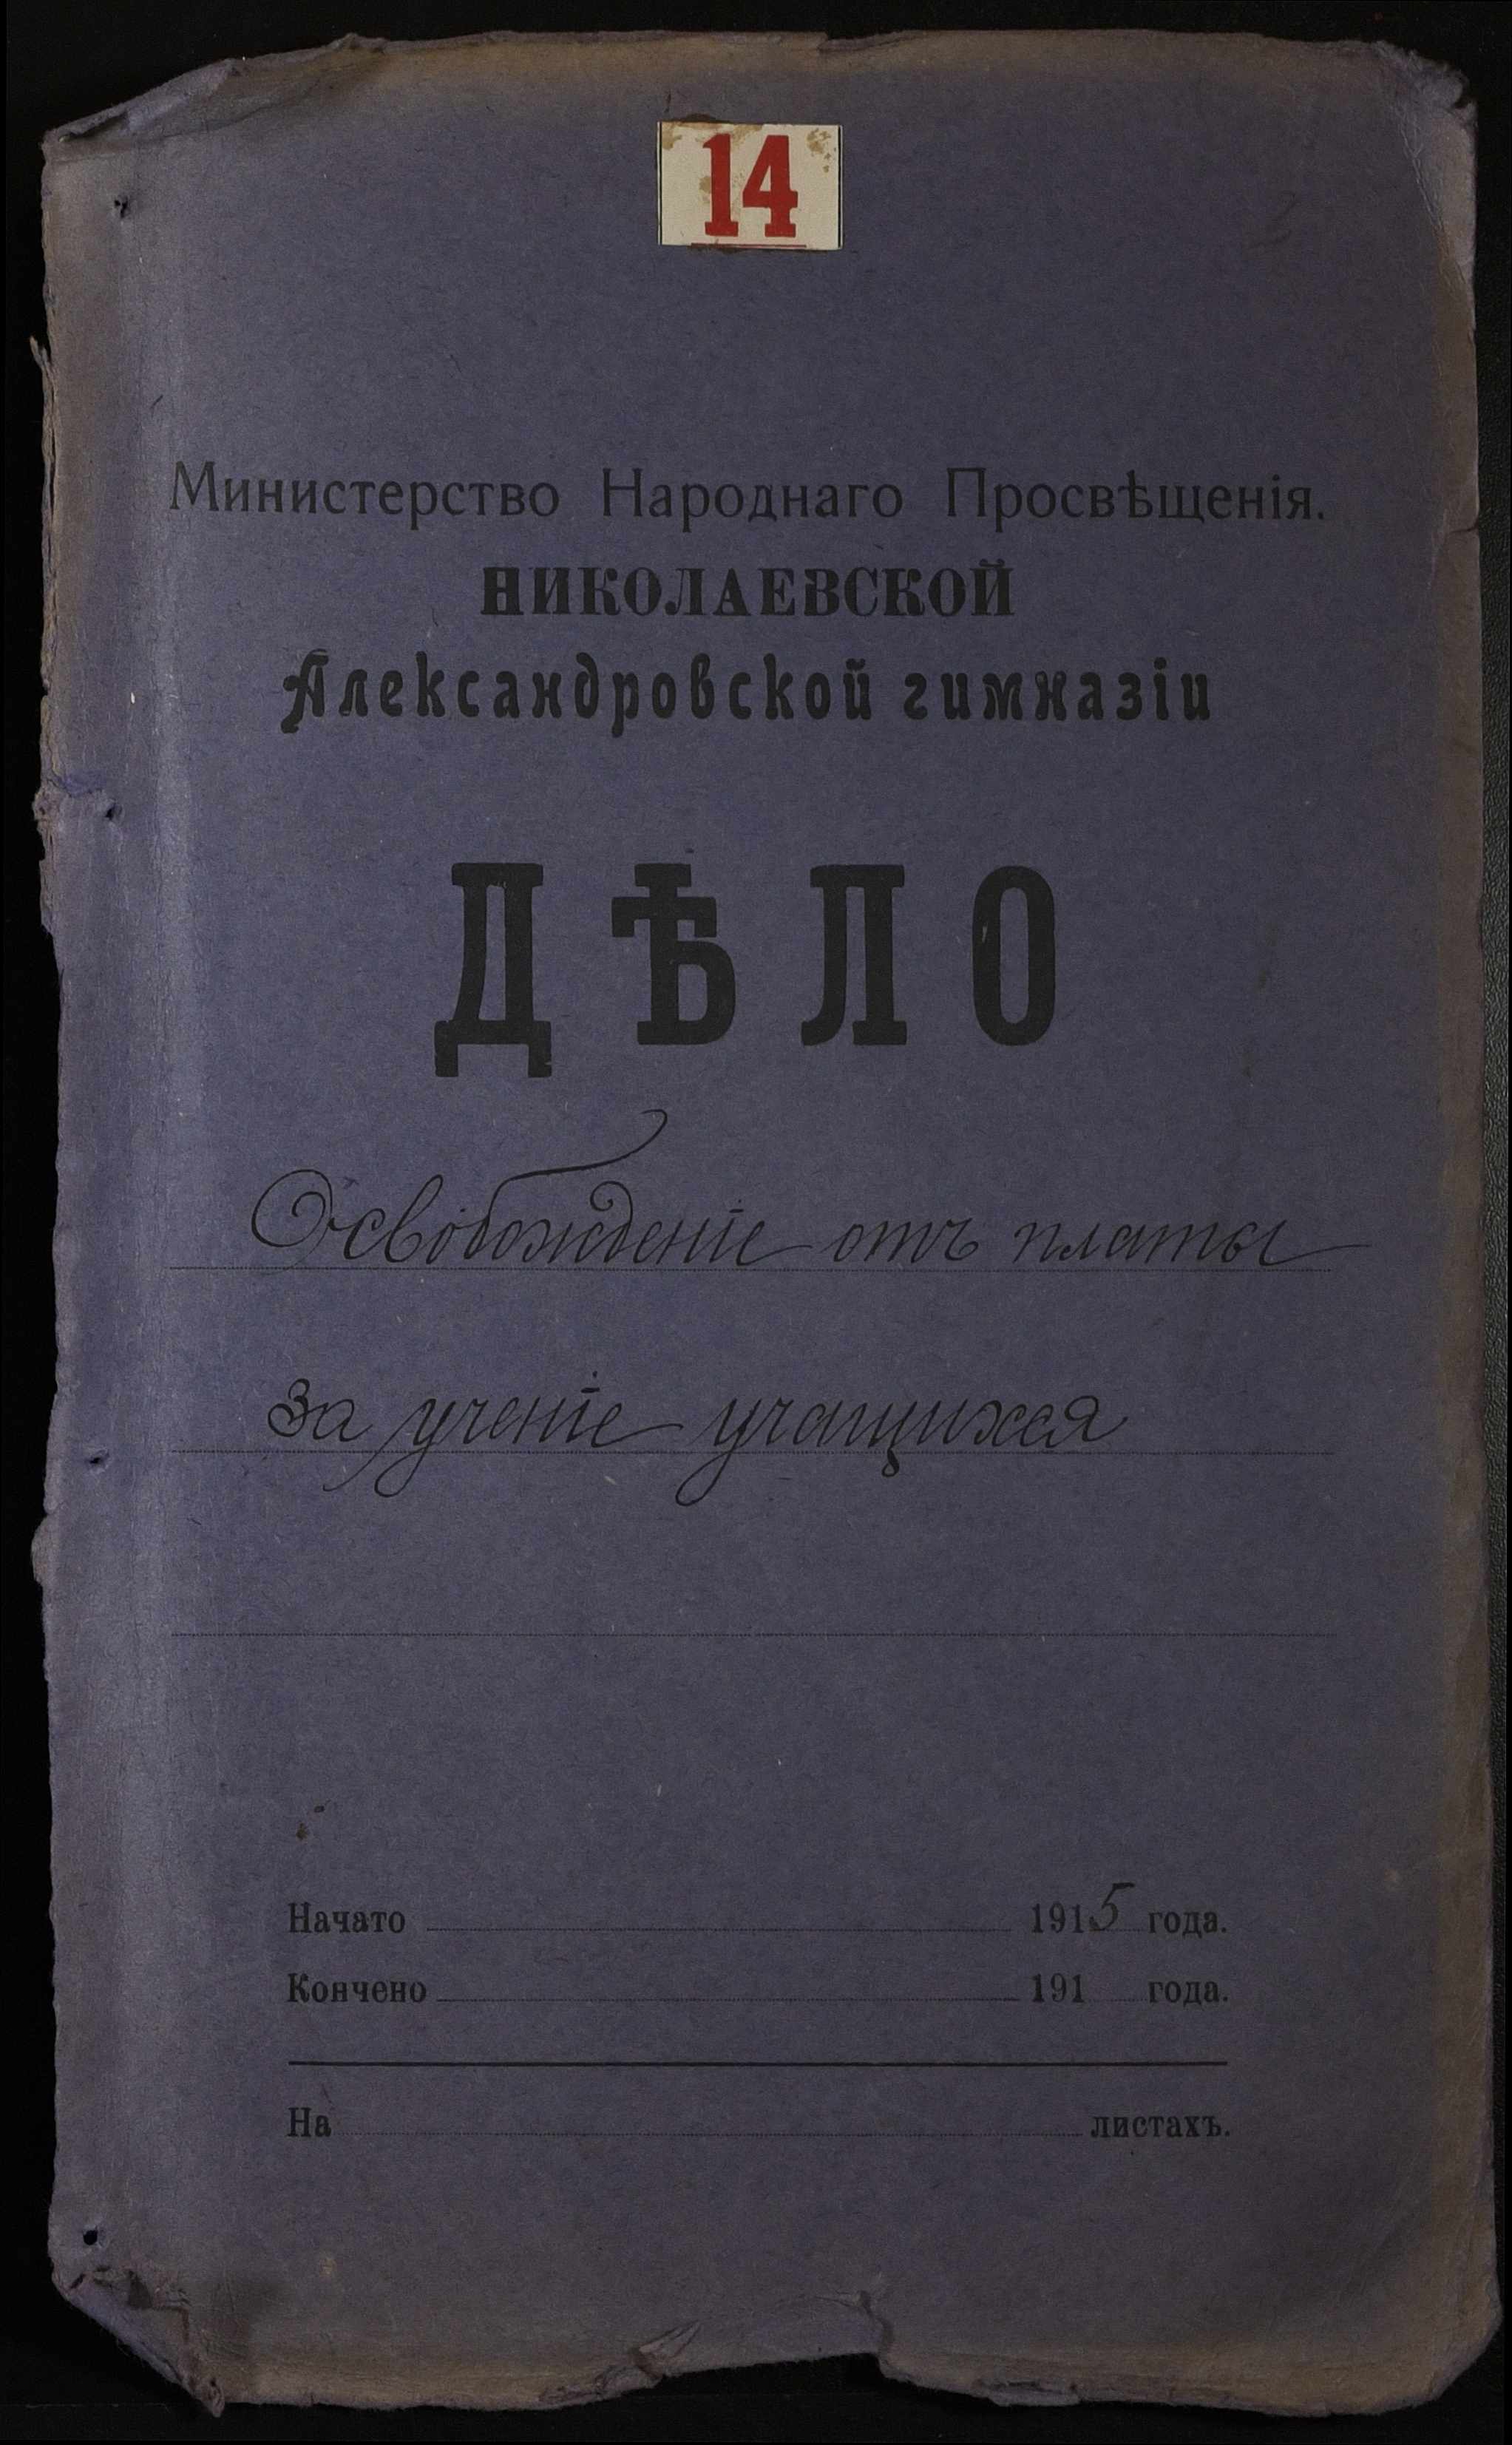 14
Министерство Народнаго Просвѣщенія.
НИКОЛАЕВСКОЙ
Александровской гимназіи
ДѢЛО
Освобожденіе отъ платы
за ученіе учащихся
Начато 1915 года.
Кончено 191 года.
На листахъ.